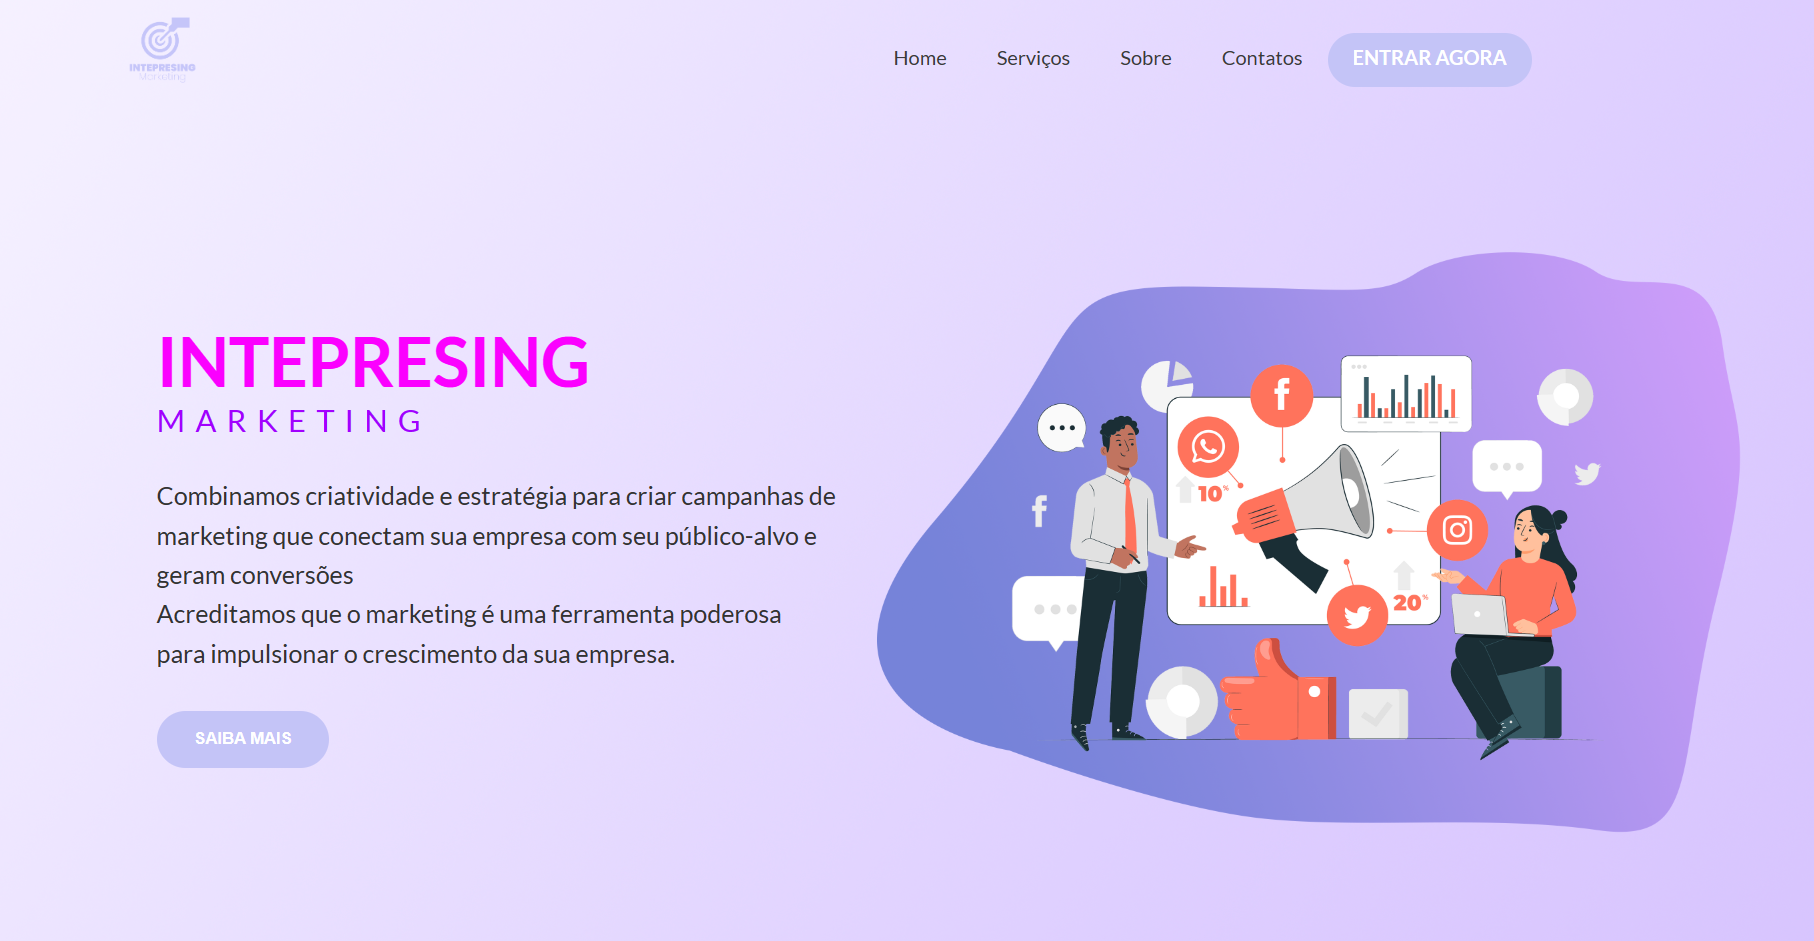 INTEPRESING
Marketing
Home Serviços Sobre Contatos ENTRAR AGORA
INTEPRESING
MARKETING
Combinamos criatividade e estratégia para criar campanhas de
marketing que conectam sua empresa com seu público-alvo e
geram conversões
Acreditamos que o marketing é uma ferramenta poderosa
para impulsionar o crescimento da sua empresa.
SAIBA MAIS
10%
20%